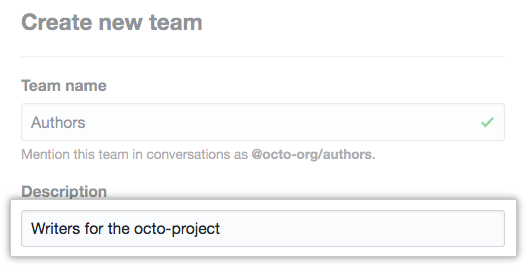 Create new team
Team name
Authors
Mention this team in conversations as @octo-org/authors.
Description
Writers for the octo-project